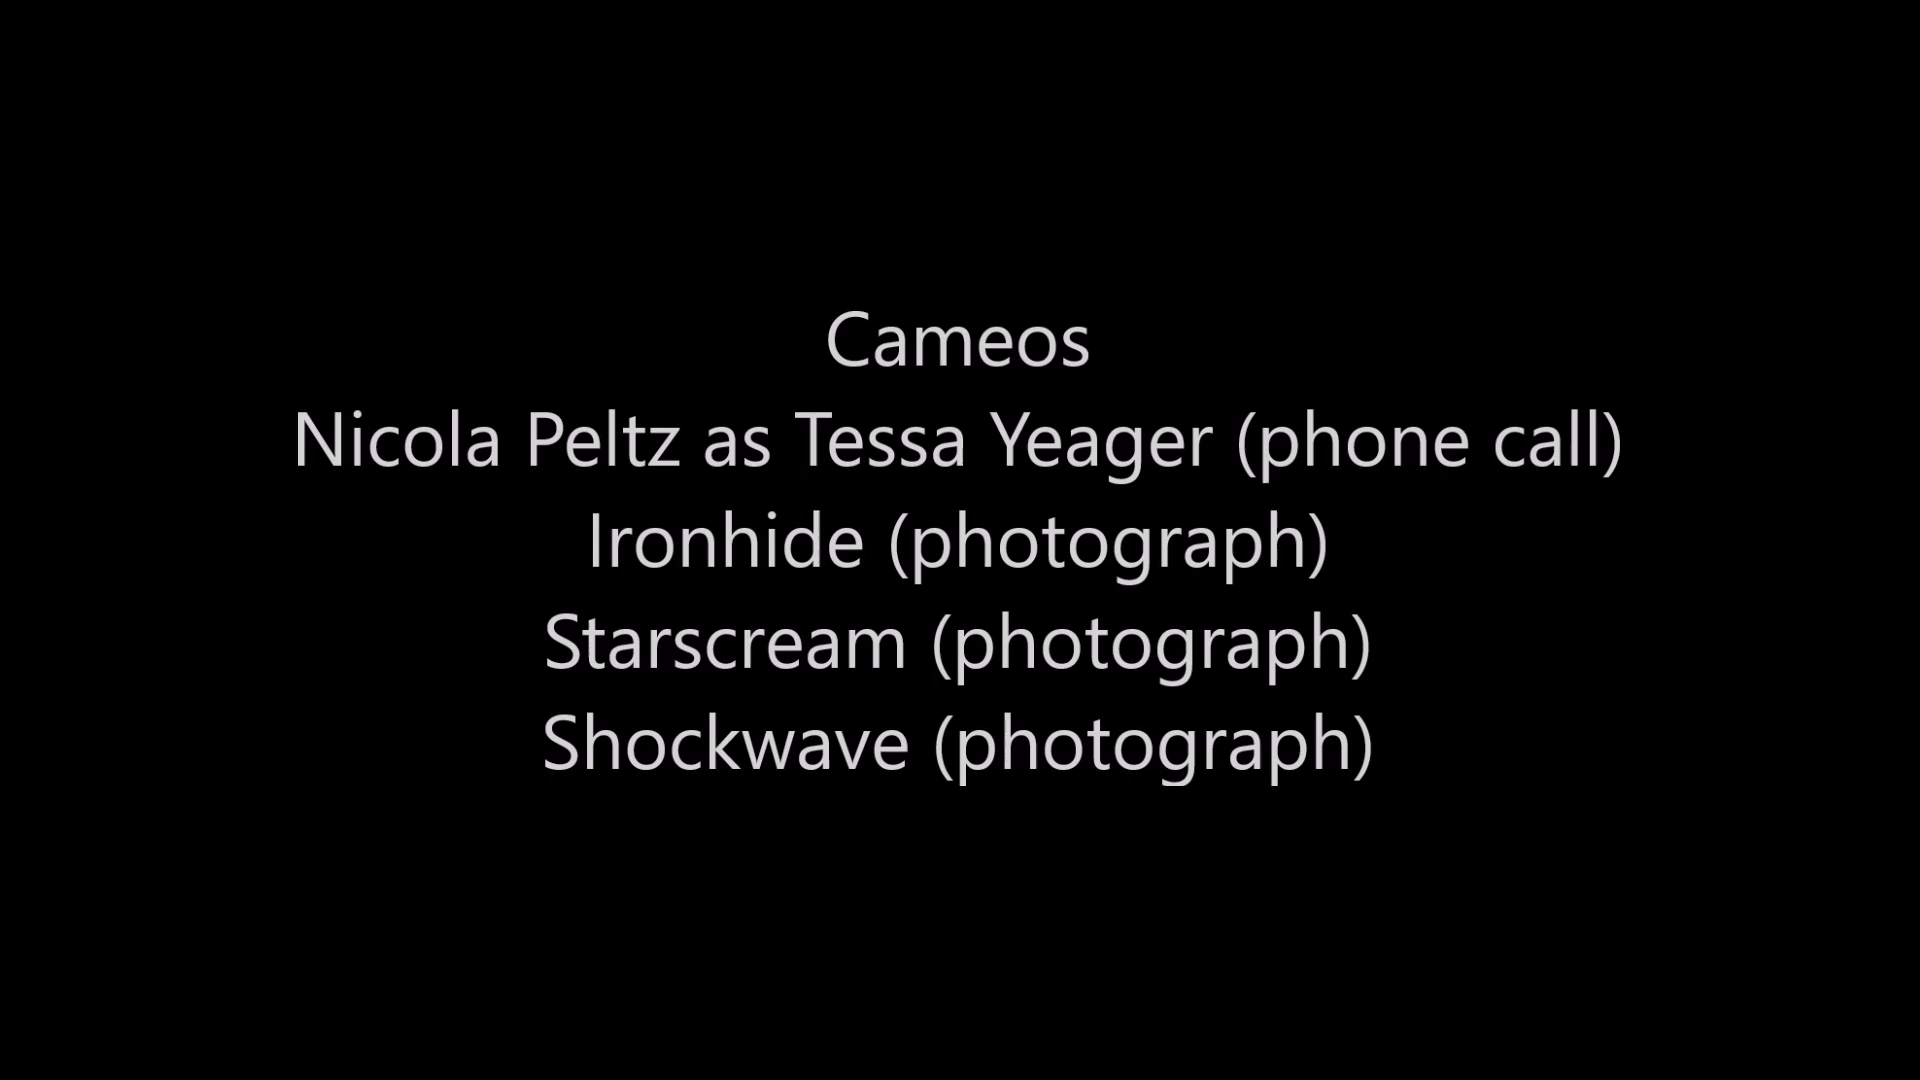 Cameos
Nicola Peltz as Tessa Yeager (phone call)
Ironhide (photograph)
Starscream (photograph)
Shockwave (photograph)